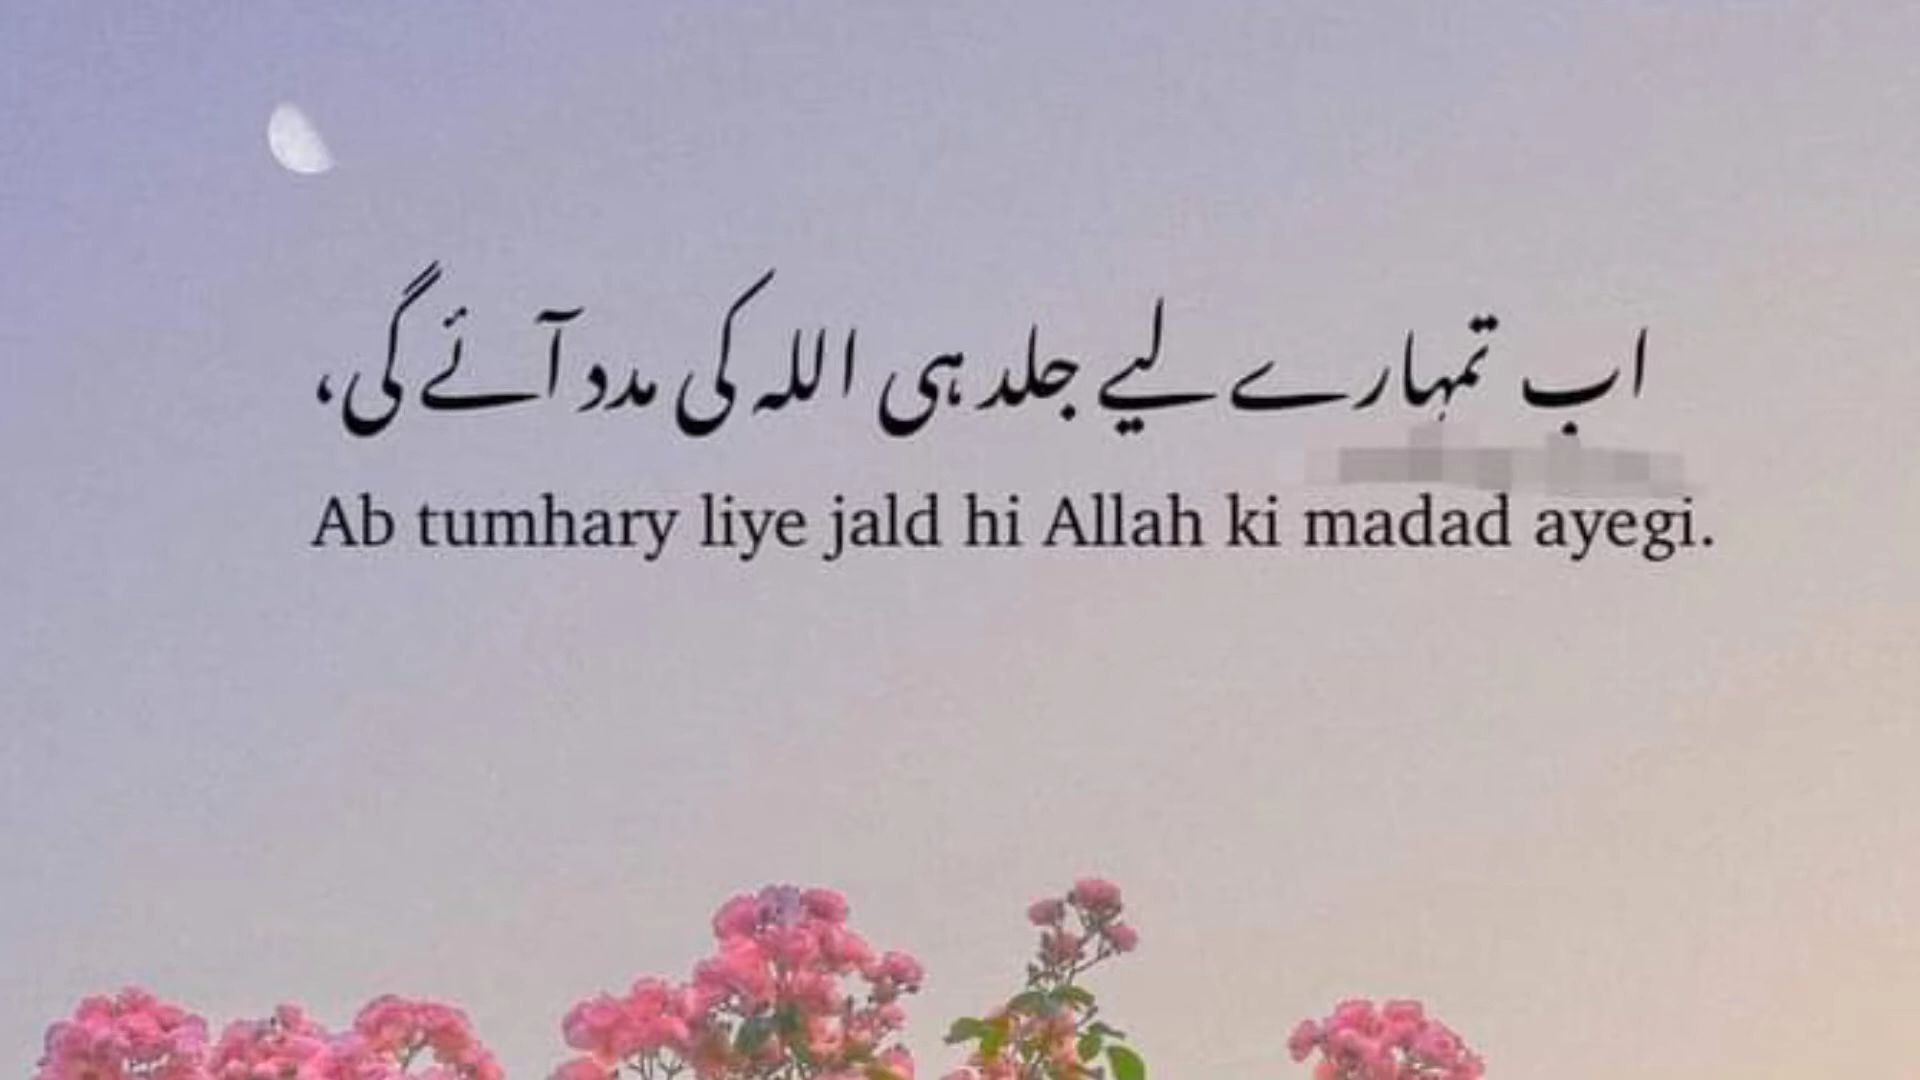 اب تمہارے لیے جلد ہی اللہ کی مدد آئے گی،
Ab tumhary liye jald hi Allah ki madad ayegi.